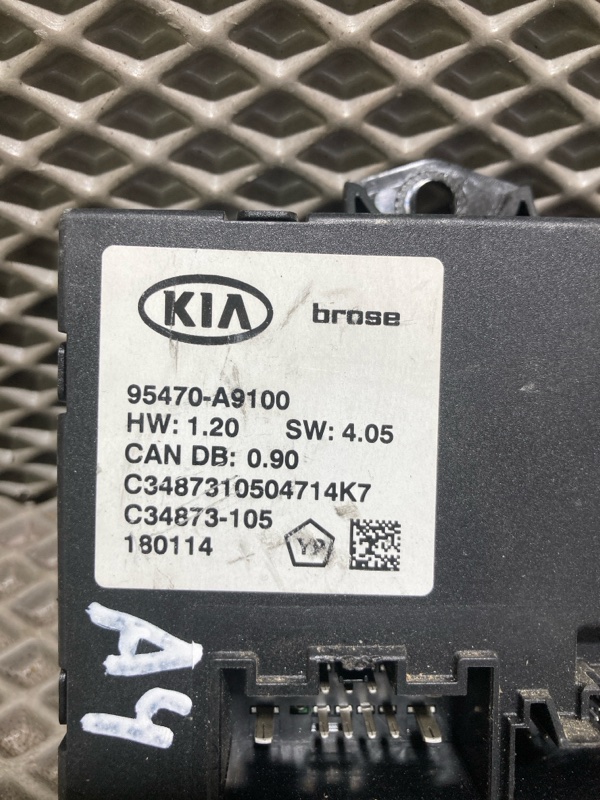 KIA brose
95470-A9100
HW: 1.20 SW: 4.05
CAN DB: 0.90
C3487310504714K7
C34873-105
180114 YP
A4